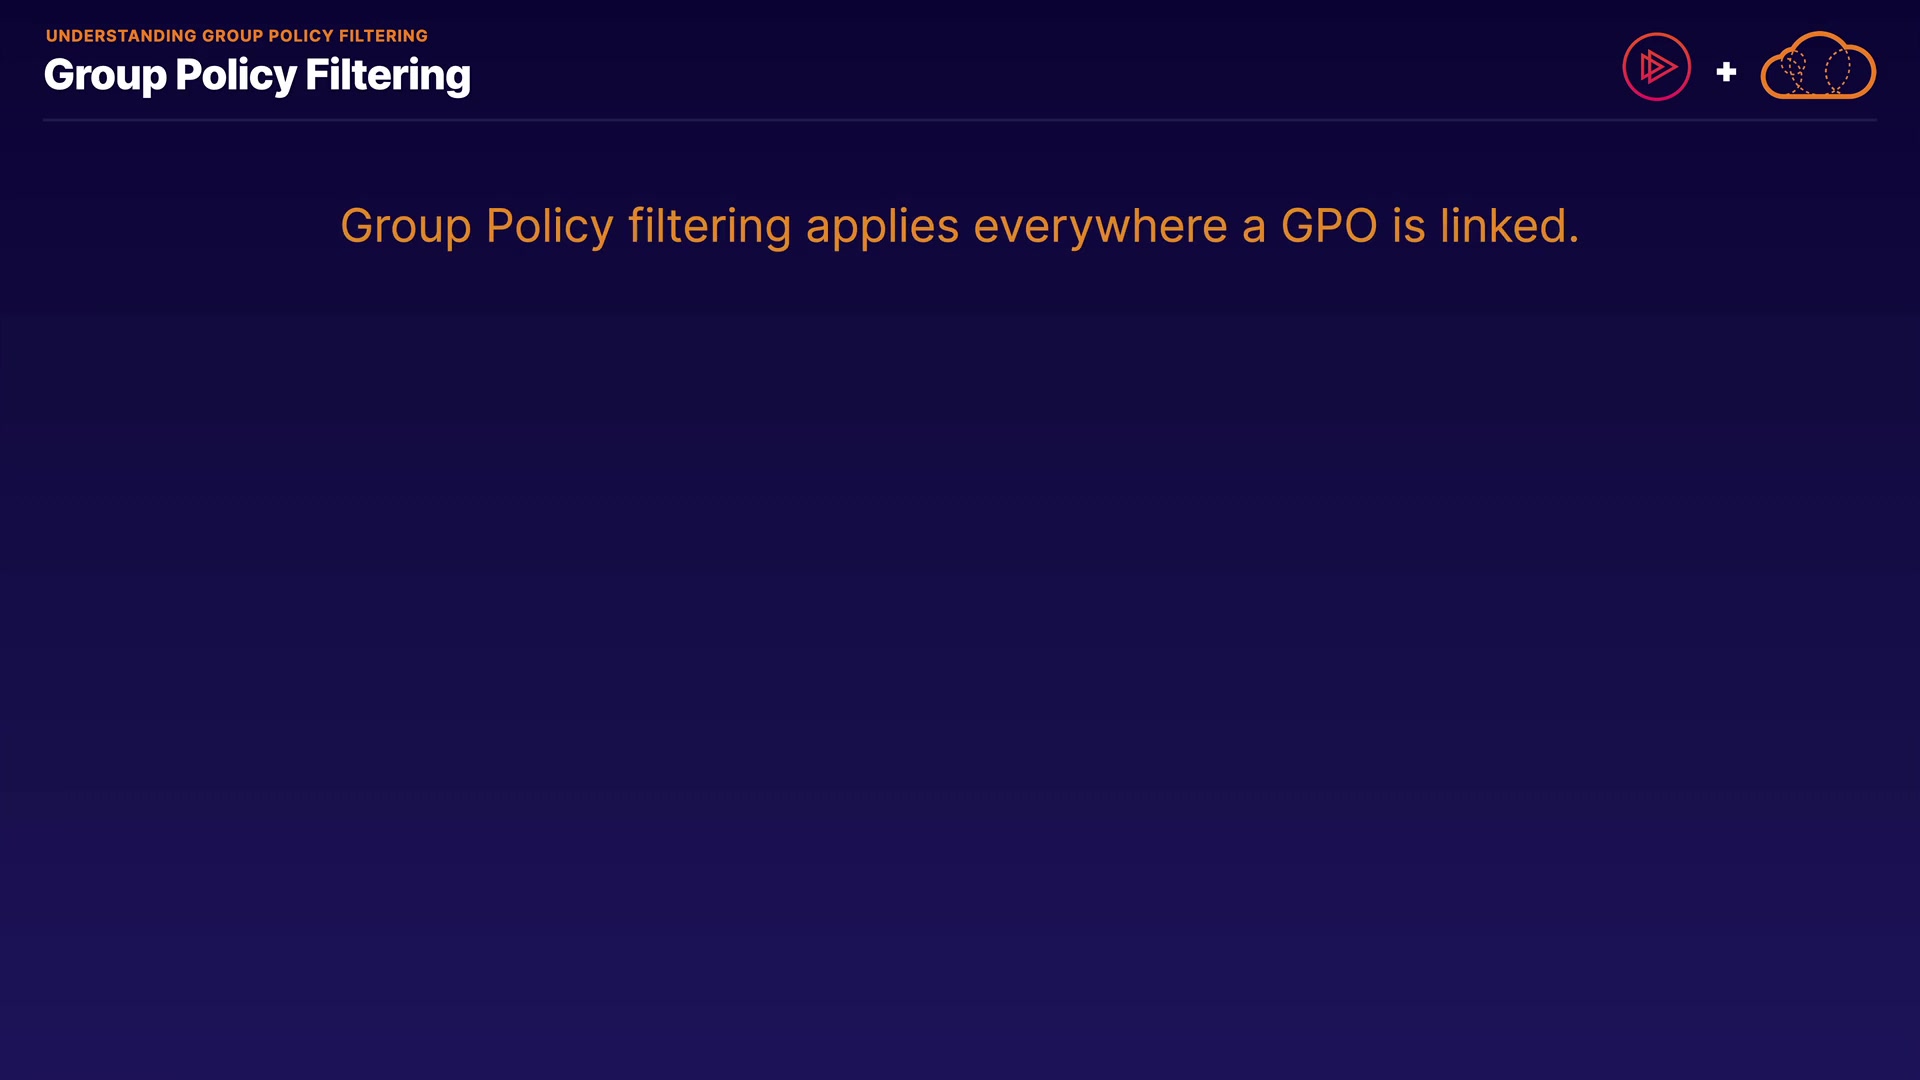 UNDERSTANDING GROUP POLICY FILTERING
Group Policy Filtering
+
Group Policy filtering applies everywhere a GPO is linked.